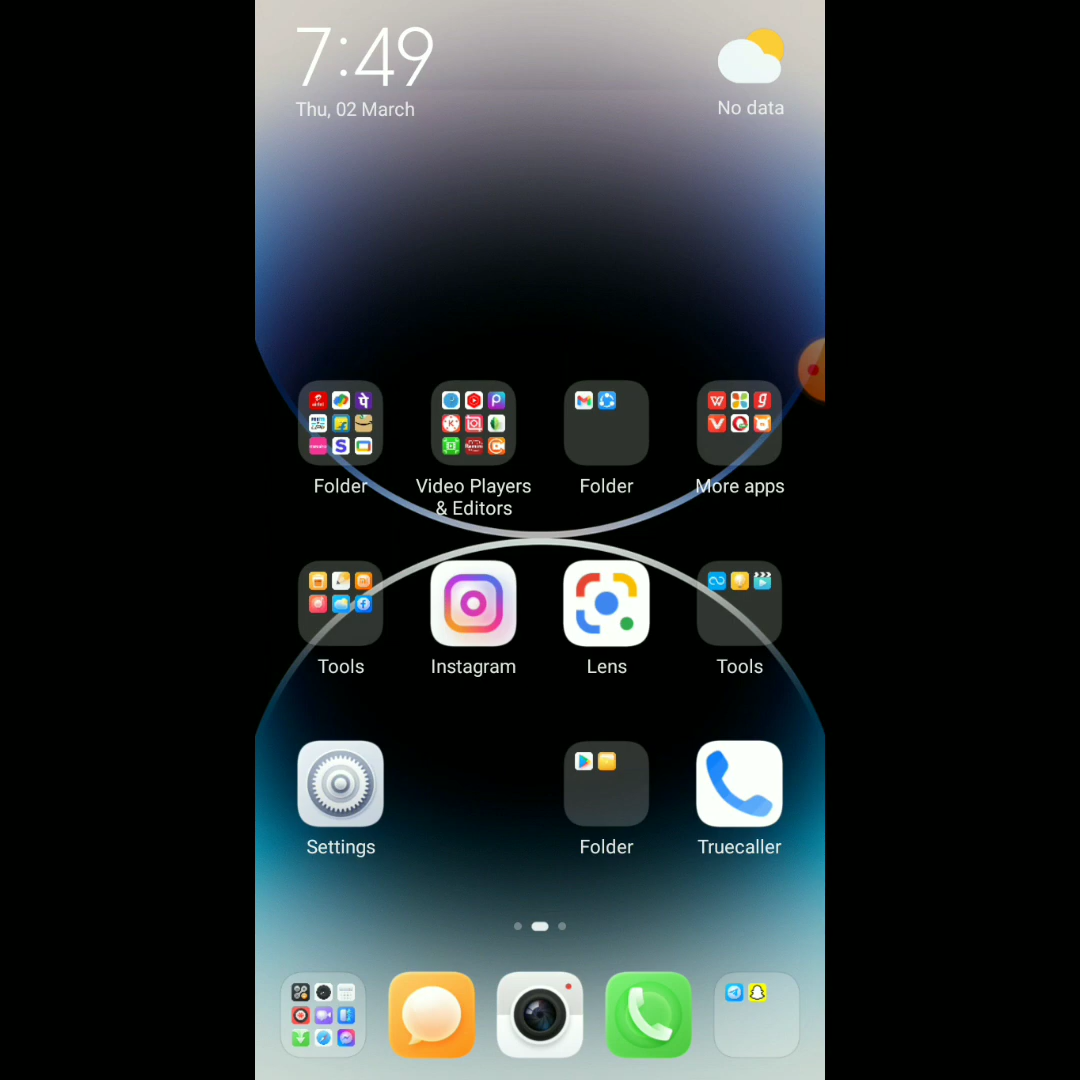 7:49
Thu, 02 March
No data
Folder
Video Players
& Editors
Folder
More apps
Tools
Instagram
Lens
Tools
Settings
Folder
Truecaller